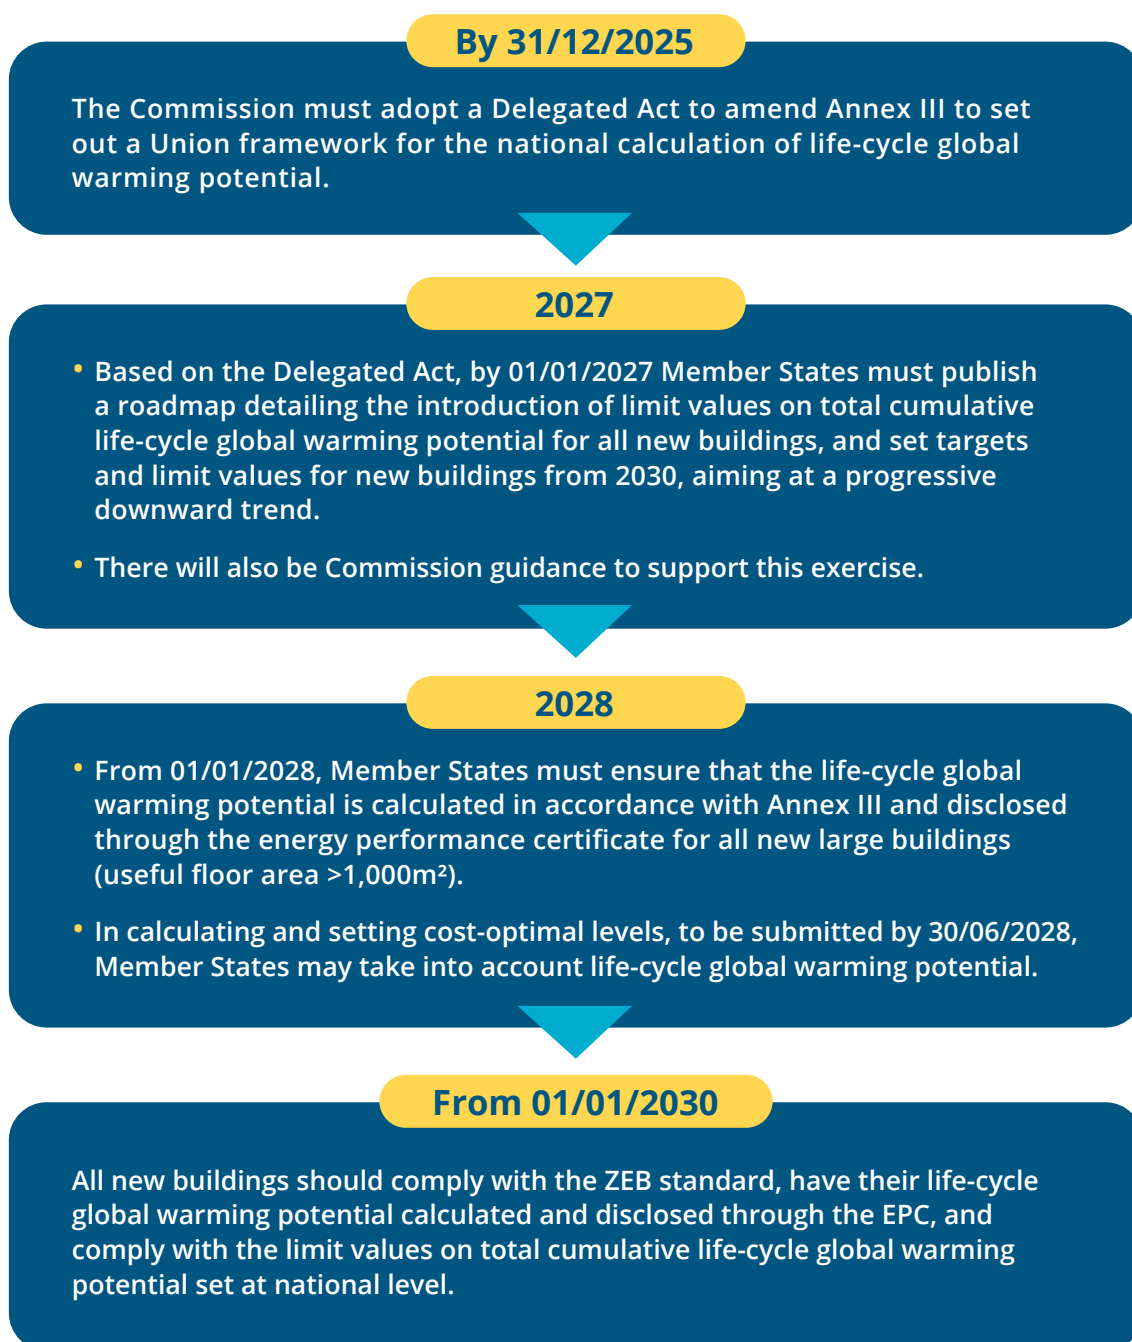 By 31/12/2025
The Commission must adopt a Delegated Act to amend Annex III to set
out a Union framework for the national calculation of life-cycle global
warming potential.
2027
• Based on the Delegated Act, by 01/01/2027 Member States must publish
a roadmap detailing the introduction of limit values on total cumulative
life-cycle global warming potential for all new buildings, and set targets
and limit values for new buildings from 2030, aiming at a progressive
downward trend.
• There will also be Commission guidance to support this exercise.
2028
• From 01/01/2028, Member States must ensure that the life-cycle global
warming potential is calculated in accordance with Annex III and disclosed
through the energy performance certificate for all new large buildings
(useful floor area >1,000m²).
• In calculating and setting cost-optimal levels, to be submitted by 30/06/2028,
Member States may take into account life-cycle global warming potential.
From 01/01/2030
All new buildings should comply with the ZEB standard, have their life-cycle
global warming potential calculated and disclosed through the EPC, and
comply with the limit values on total cumulative life-cycle global warming
potential set at national level.